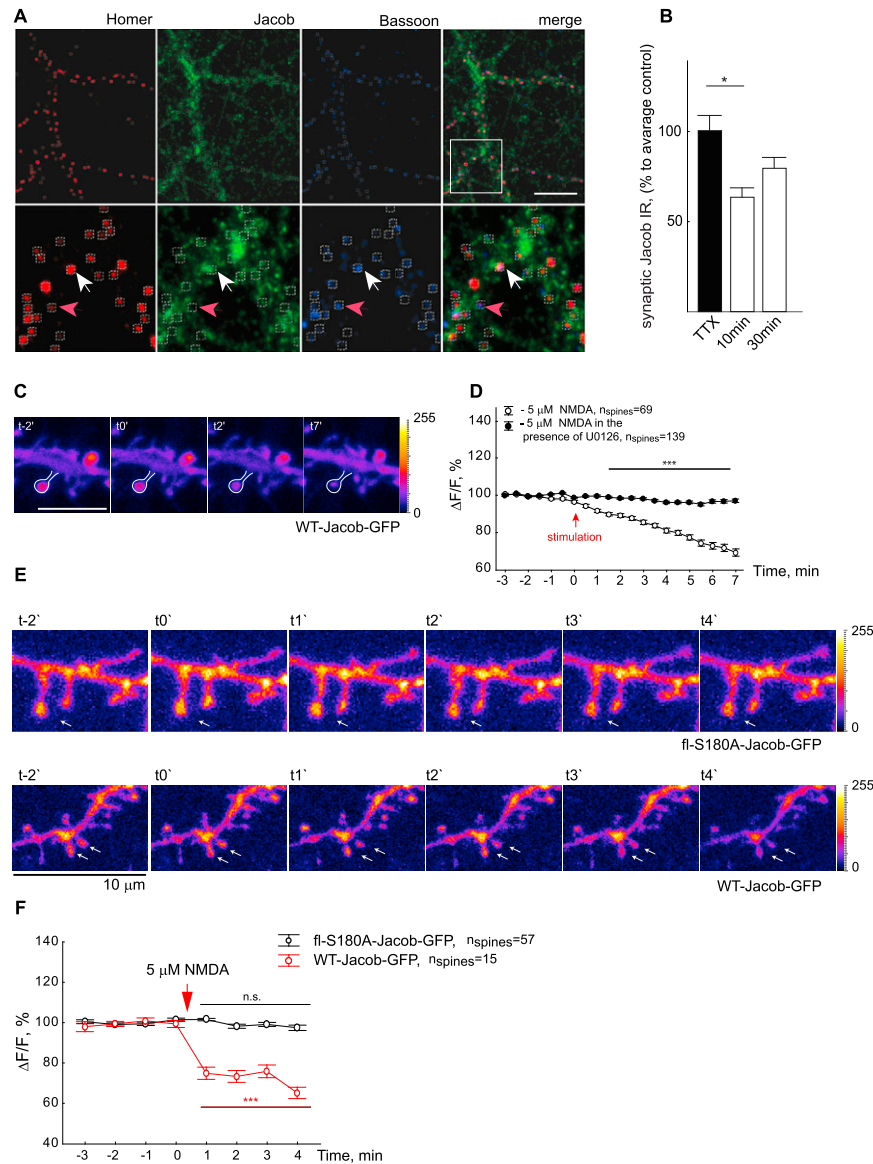 A
Homer Jacob Bassoon merge
B
synaptic Jacob IR, (% to avarage control)
100
50
*
TTX 10min 30min
C
t-2' t0' t2' t7'
255
0
WT-Jacob-GFP
D
- 5 μM NMDA, nspines=69
- 5 μM NMDA in the
presence of U0126, nspines=139
***
ΔF/F, %
140
120
100
80
60
stimulation
-3 -2 -1 0 1 2 3 4 5 6 7 Time, min
E
t-2` t0` t1` t2` t3` t4`
255
0
fl-S180A-Jacob-GFP
t-2` t0` t1` t2` t3` t4`
255
0
10 μm
WT-Jacob-GFP
F
fl-S180A-Jacob-GFP, nspines=57
WT-Jacob-GFP, nspines=15
5 μM NMDA
n.s.
***
ΔF/F, %
140
120
100
80
60
40
-3 -2 -1 0 1 2 3 4 Time, min